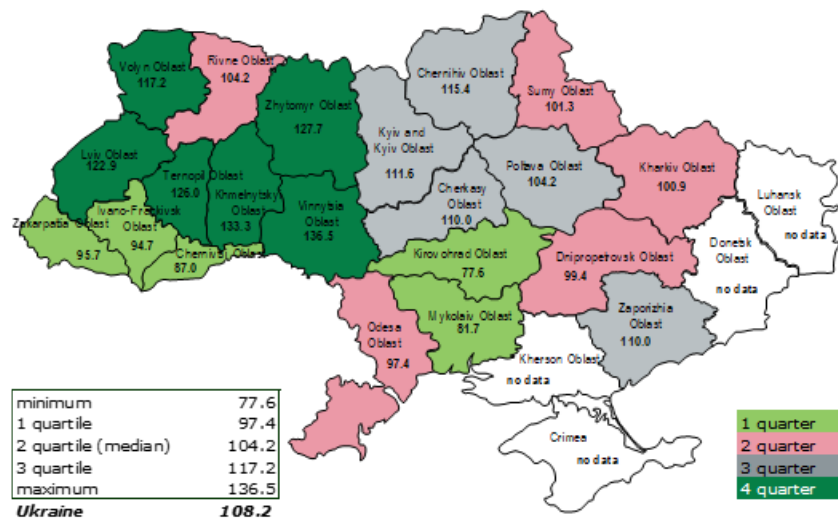 Volyn Oblast
117.2
Rivne Oblast
104.2
Zhytomyr Oblast
127.7
Chernihiv Oblast
115.4
Sumy Oblast
101.3
Kyiv and
Kyiv Oblast
111.6
Lviv Oblast
122.9
Ternopil Oblast
126.0
Khmelnytsky
Oblast
133.3
Vinnytsia
Oblast
136.5
Cherkasy
Oblast
110.0
Poltava Oblast
104.2
Kharkiv Oblast
100.9
Luhansk
Oblast
no data
Zakarpattia Oblast
95.7
Ivano-Frankivsk
Oblast
94.7
Chernivtsi Oblast
87.0
Kirovohrad Oblast
77.6
Dnipropetrovsk Oblast
99.4
Donetsk
Oblast
no data
Odesa
Oblast
97.4
Mykolaiv Oblast
81.7
Zaporizhia
Oblast
110.0
Kherson Oblast
no data
Crimea
no data
minimum 77.6
1 quartile 97.4
2 quartile (median) 104.2
3 quartile 117.2
maximum 136.5
Ukraine 108.2
1 quarter
2 quarter
3 quarter
4 quarter